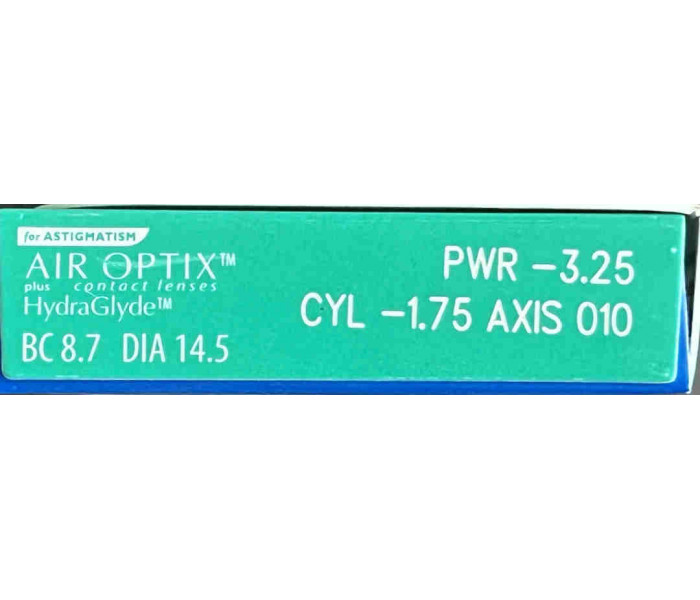 for ASTIGMATISM
AIR OPTIX™
plus contact lenses
HydraGlyde™
BC 8.7 DIA 14.5
PWR -3.25
CYL -1.75 AXIS 010